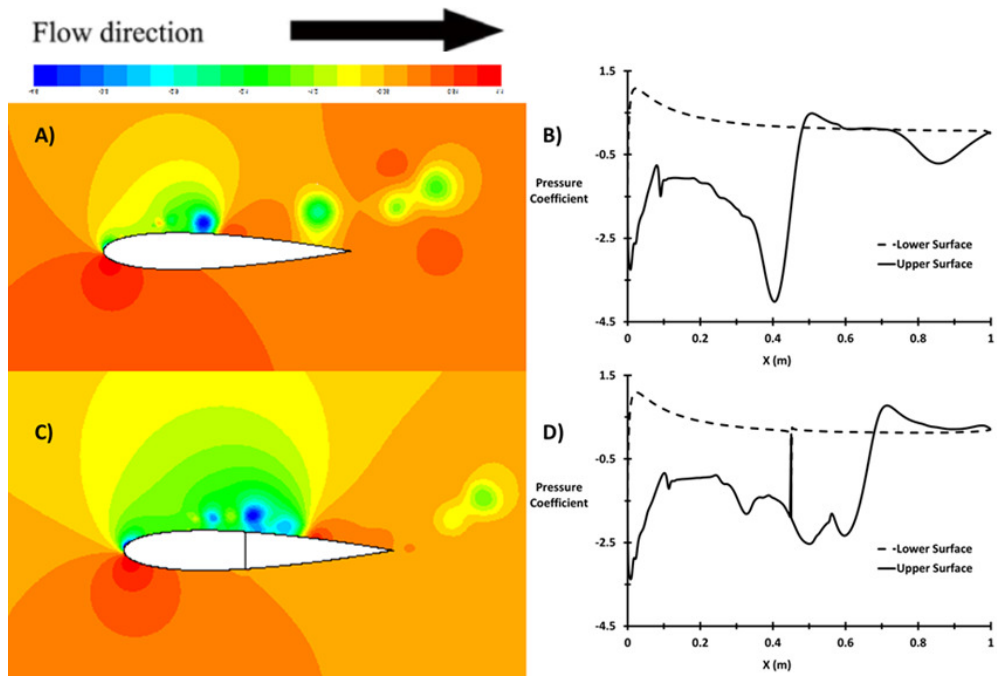 Flow direction
A)
B)
1.5
-0.5
-2.5
-4.5
Pressure
Coefficient
- -Lower Surface
Upper Surface
0 0.2 0.4 0.6 0.8 1
X (m)
C)
D)
1.5
-0.5
-2.5
-4.5
Pressure
Coefficient
- -Lower Surface
Upper Surface
0 0.2 0.4 0.6 0.8 1
X (m)